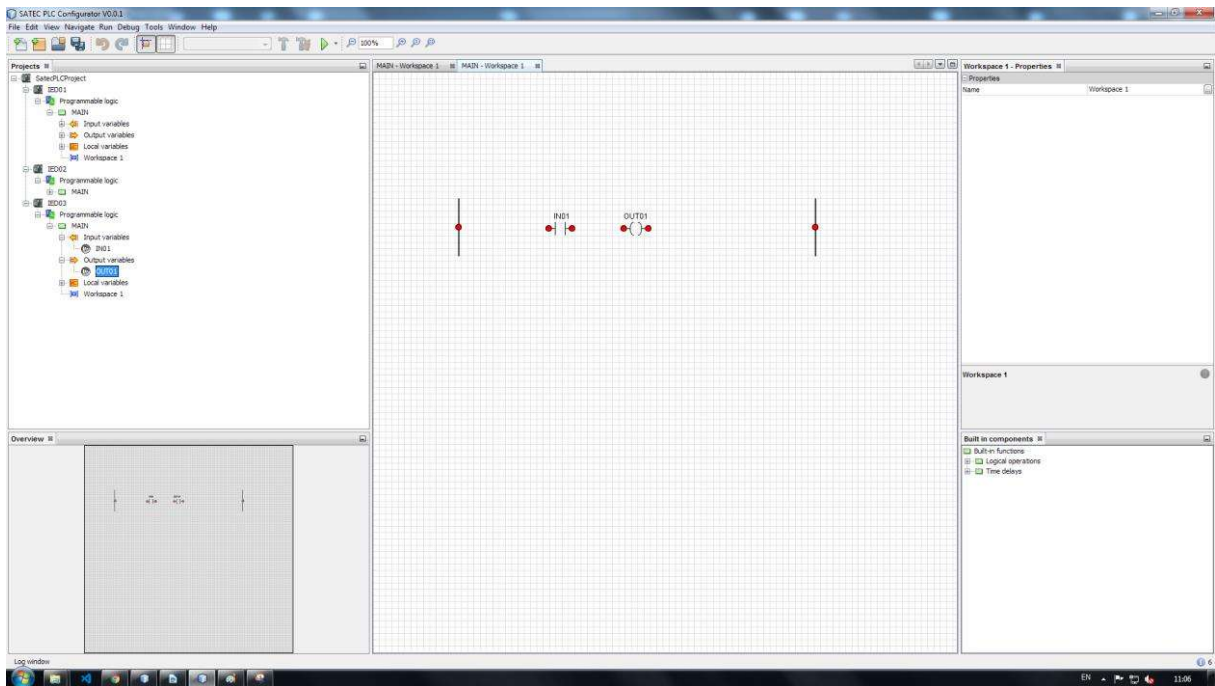 SATEC PLC Configurator V0.0.1
File Edit View Navigate Run Debug Tools Window Help
100%
Projects
SatecPLCProject
IED01
Programmable logic
MAIN
Input variables
Output variables
Local variables
Workspace 1
IED02
Programmable logic
MAIN
IED03
Programmable logic
MAIN
Input variables
IN01
Output variables
OUT01
Local variables
Workspace 1
Overview
MAIN - Workspace 1 MAIN - Workspace 1
IN01 OUT01
Workspace 1 - Properties
Properties
Name Workspace 1
Workspace 1
Built in components
Built-in functions
Logical operations
Time delays
Log window
6
EN 11:06